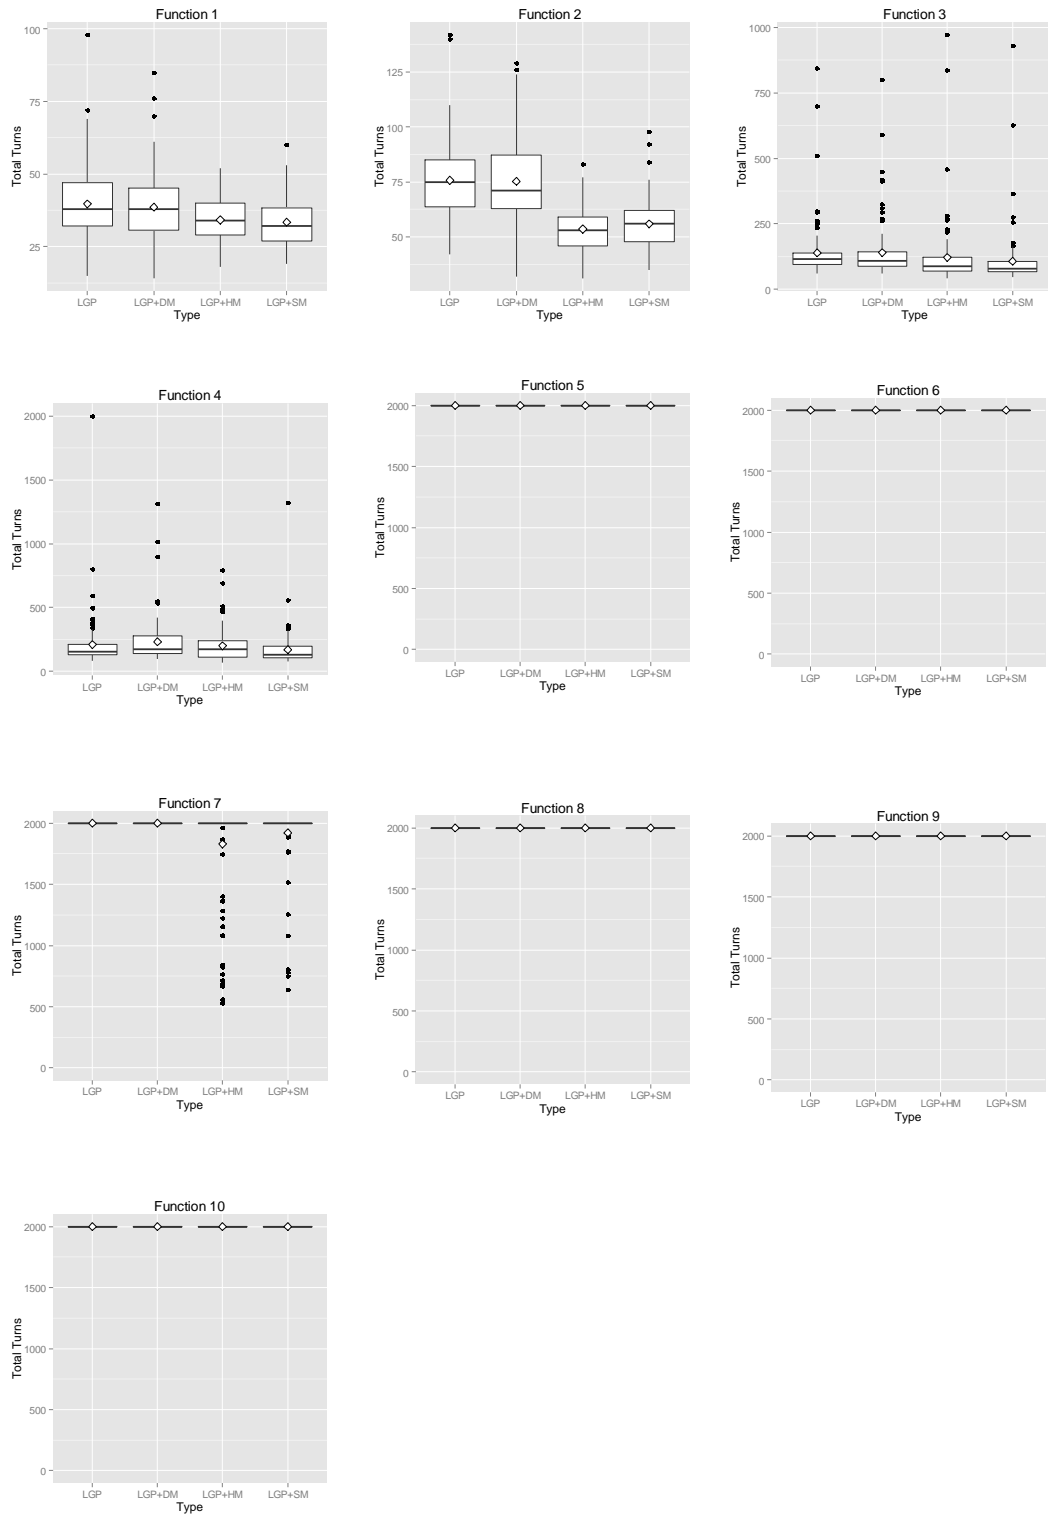 Function 1
100
75
50
25
Total Turns
LGP LGP+DM LGP+HM LGP+SM
Type
Function 2
125
100
75
50
Total Turns
LGP LGP+DM LGP+HM LGP+SM
Type
Function 3
1000
750
500
250
0
Total Turns
LGP LGP+DM LGP+HM LGP+SM
Type
Function 4
2000
1500
1000
500
0
Total Turns
LGP LGP+DM LGP+HM LGP+SM
Type
Function 5
2000
1500
1000
500
0
Total Turns
LGP LGP+DM LGP+HM LGP+SM
Type
Function 6
2000
1500
1000
500
0
Total Turns
LGP LGP+DM LGP+HM LGP+SM
Type
Function 7
2000
1500
1000
500
0
Total Turns
LGP LGP+DM LGP+HM LGP+SM
Type
Function 8
2000
1500
1000
500
0
Total Turns
LGP LGP+DM LGP+HM LGP+SM
Type
Function 9
2000
1500
1000
500
0
Total Turns
LGP LGP+DM LGP+HM LGP+SM
Type
Function 10
2000
1500
1000
500
0
Total Turns
LGP LGP+DM LGP+HM LGP+SM
Type